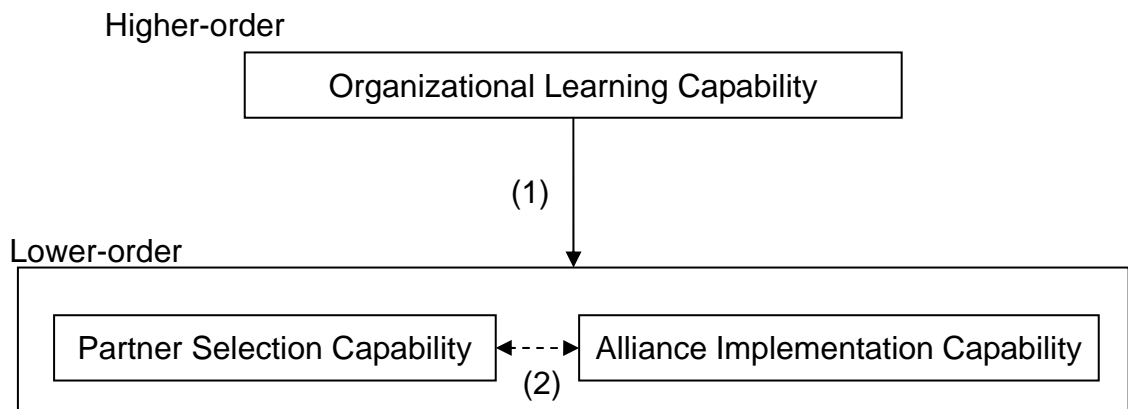 Higher-order
Organizational Learning Capability
(1)
Lower-order
Partner Selection Capability
Alliance Implementation Capability
(2)